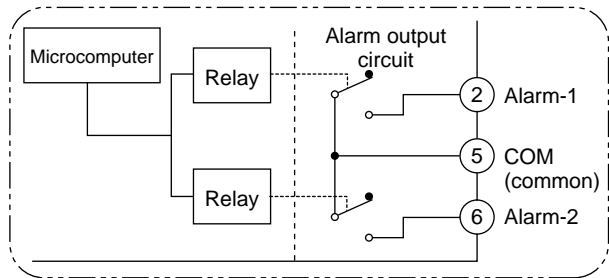 Microcomputer
Relay
Relay
Alarm output
circuit
2 Alarm-1
5 COM
(common)
6 Alarm-2